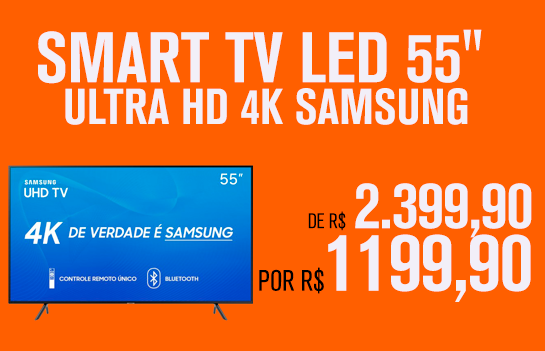 SMART TV LED 55"
ULTRA HD 4K SAMSUNG
SAMSUNG
UHD TV
55"
4K DE VERDADE É SAMSUNG
CONTROLE REMOTO ÚNICO
BLUETOOTH
DE R$ 2.399,90
POR R$ 1199,90